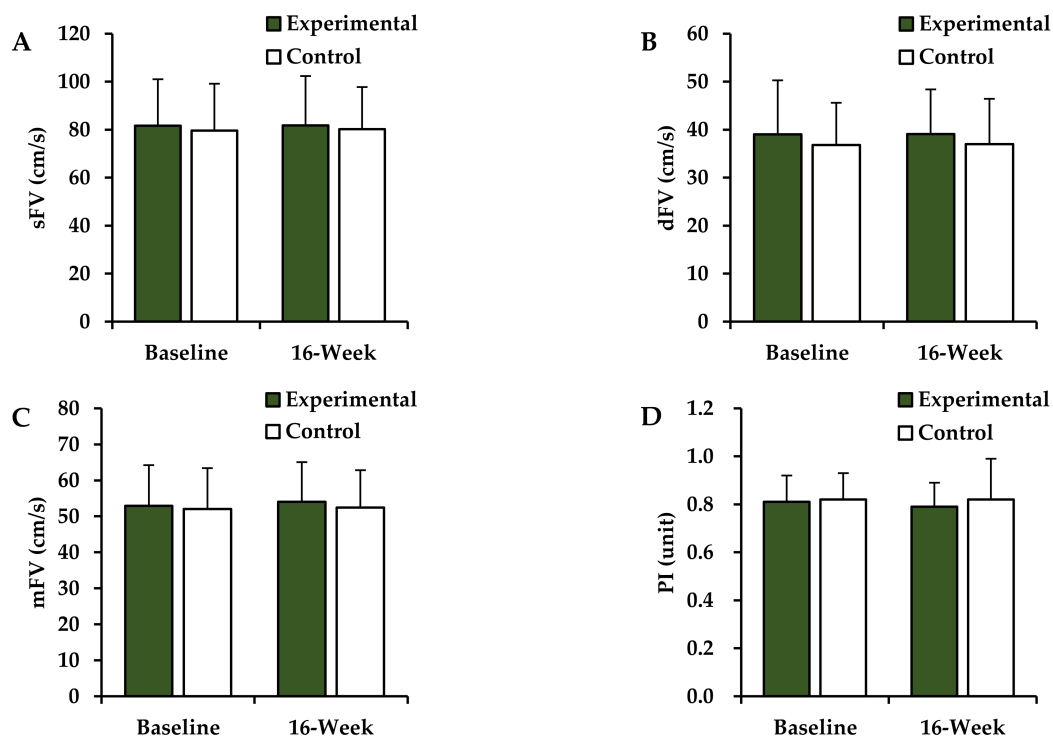 A
Experimental
Control
120
100
80
60
40
20
0
sFV (cm/s)
Baseline 16-Week
B
Experimental
Control
60
50
40
30
20
10
0
dFV (cm/s)
Baseline 16-Week
C
Experimental
Control
80
70
60
50
40
30
20
10
0
mFV (cm/s)
Baseline 16-Week
D
Experimental
Control
1.2
1.0
0.8
0.6
0.4
0.2
0.0
PI (unit)
Baseline 16-Week